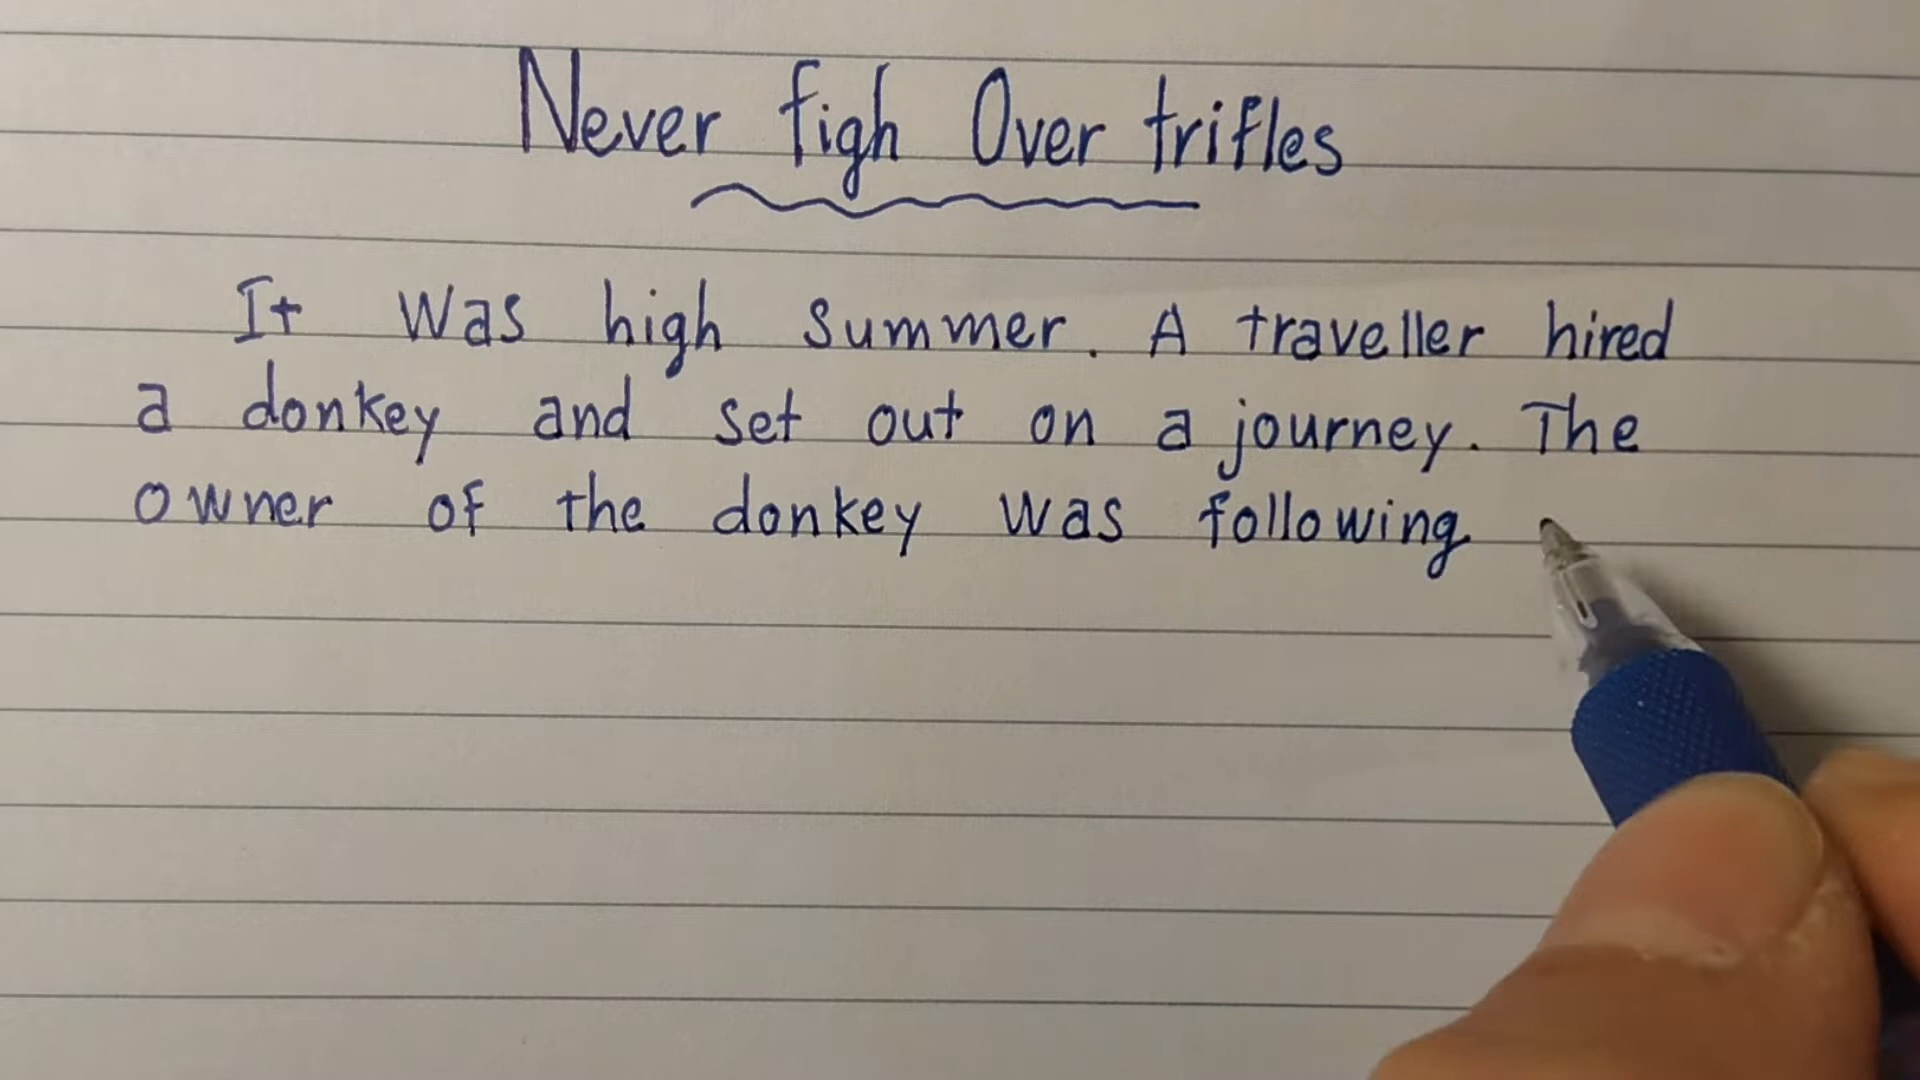 Never figh Over trifles
It was high summer. A traveller hired
a donkey and set out on a journey. The
owner of the donkey was following